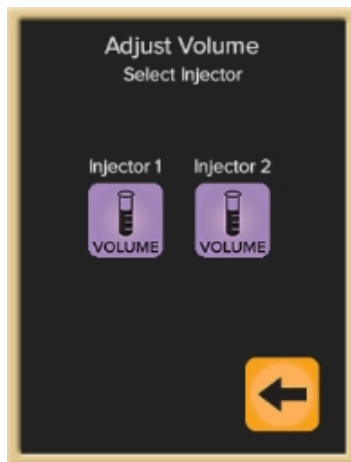 Adjust Volume
Select Injector
Injector 1 Injector 2
VOLUME VOLUME